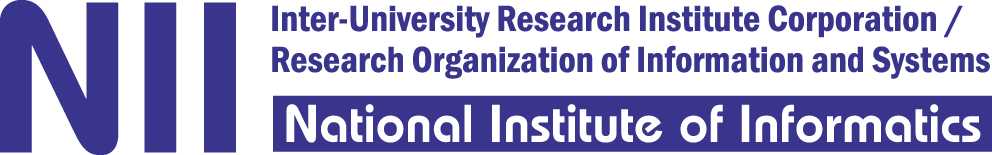 NII
Inter-University Research Institute Corporation /
Research Organization of Information and Systems
National Institute of Informatics